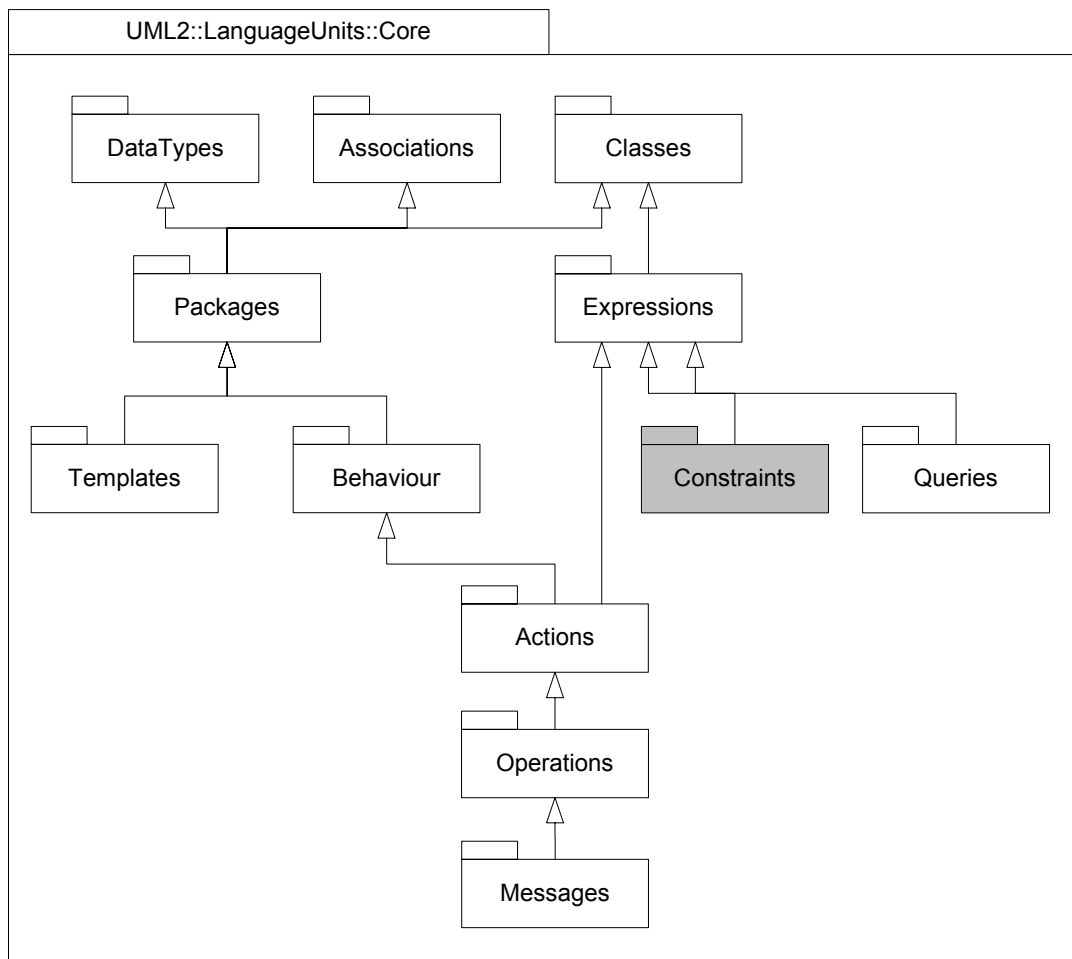 UML2::LanguageUnits::Core
DataTypes
Associations
Classes
Packages
Expressions
Templates
Behaviour
Constraints
Queries
Actions
Operations
Messages